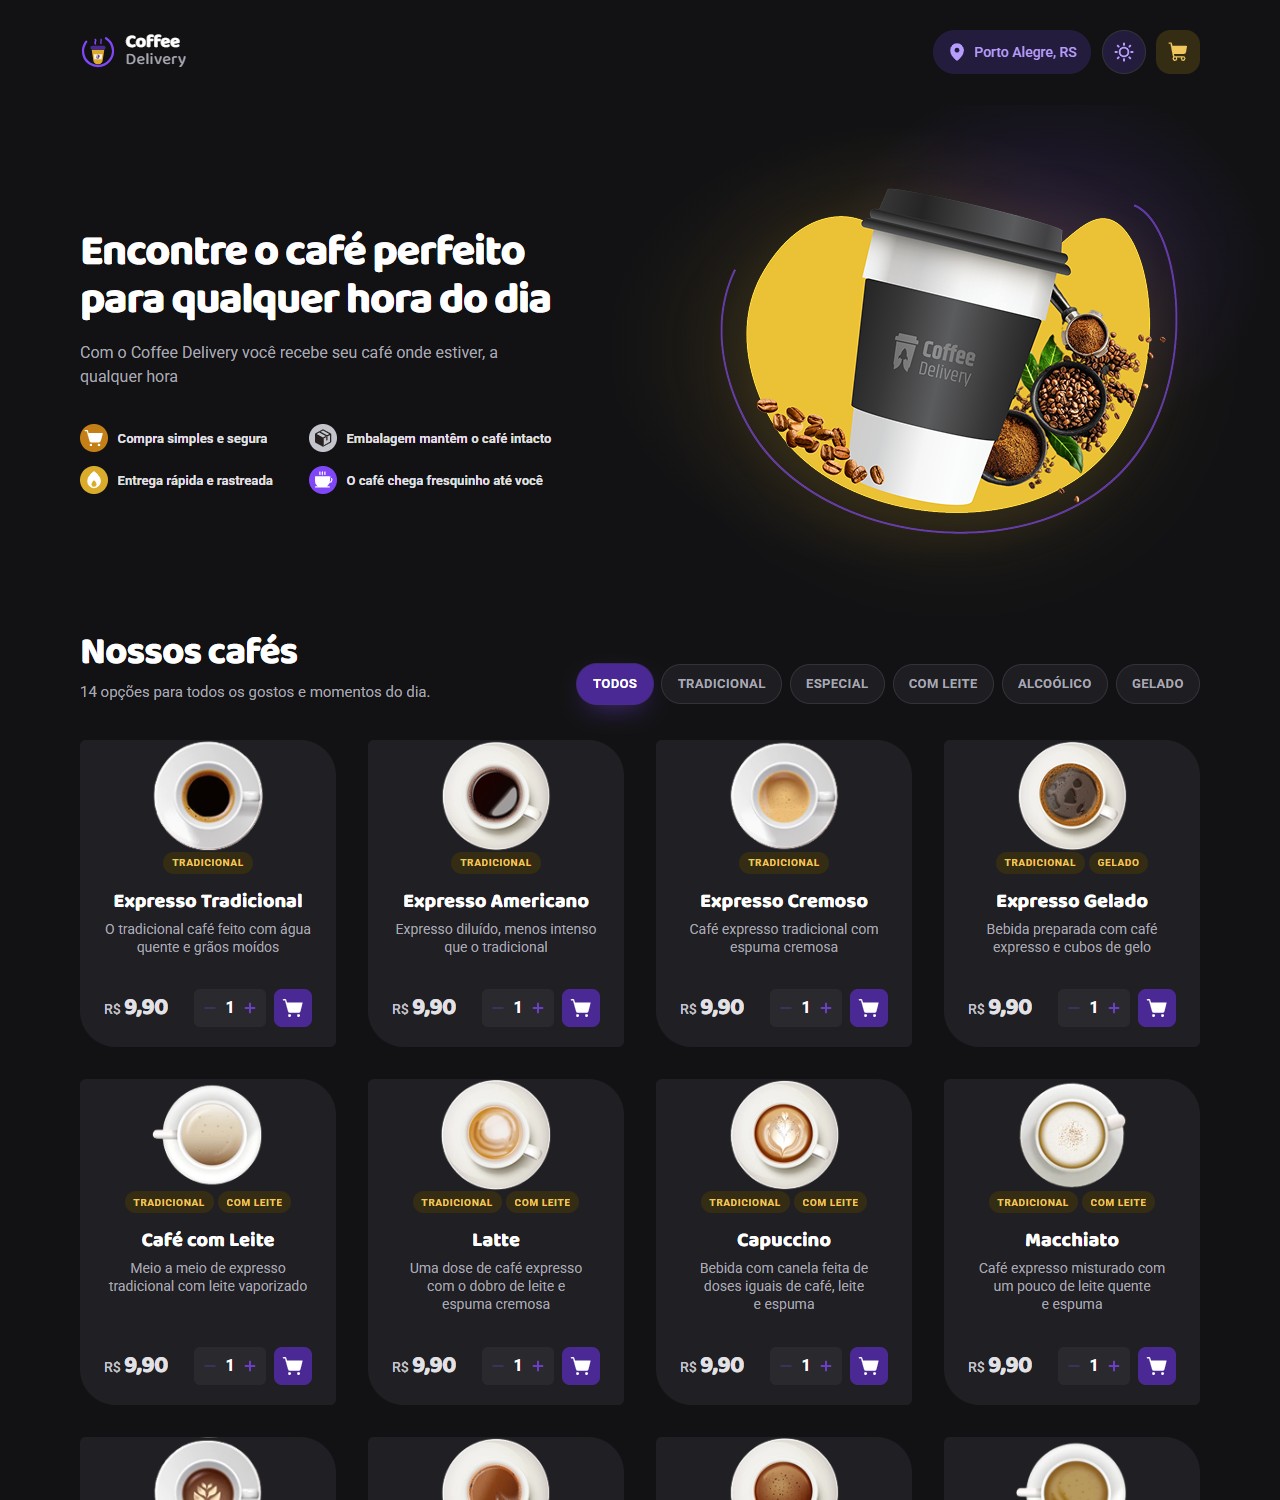 Coffee
Delivery
Porto Alegre, RS
Encontre o café perfeito
para qualquer hora do dia
Com o Coffee Delivery você recebe seu café onde estiver, a
qualquer hora
Compra simples e segura
Embalagem mantêm o café intacto
Entrega rápida e rastreada
O café chega fresquinho até você
Coffee
Delivery
Nossos cafés
14 opções para todos os gostos e momentos do dia.
TODOS
TRADICIONAL
ESPECIAL
COM LEITE
ALCOÓLICO
GELADO
TRADICIONAL
Expresso Tradicional
O tradicional café feito com água
quente e grãos moídos
R$ 9,90
1
TRADICIONAL
Expresso Americano
Expresso diluído, menos intenso
que o tradicional
R$ 9,90
1
TRADICIONAL
Expresso Cremoso
Café expresso tradicional com
espuma cremosa
R$ 9,90
1
TRADICIONAL GELADO
Expresso Gelado
Bebida preparada com café
expresso e cubos de gelo
R$ 9,90
1
TRADICIONAL COM LEITE
Café com Leite
Meio a meio de expresso
tradicional com leite vaporizado
R$ 9,90
1
TRADICIONAL COM LEITE
Latte
Uma dose de café expresso
com o dobro de leite e
espuma cremosa
R$ 9,90
1
TRADICIONAL COM LEITE
Capuccino
Bebida com canela feita de
doses iguais de café, leite
e espuma
R$ 9,90
1
TRADICIONAL COM LEITE
Macchiato
Café expresso misturado com
um pouco de leite quente
e espuma
R$ 9,90
1